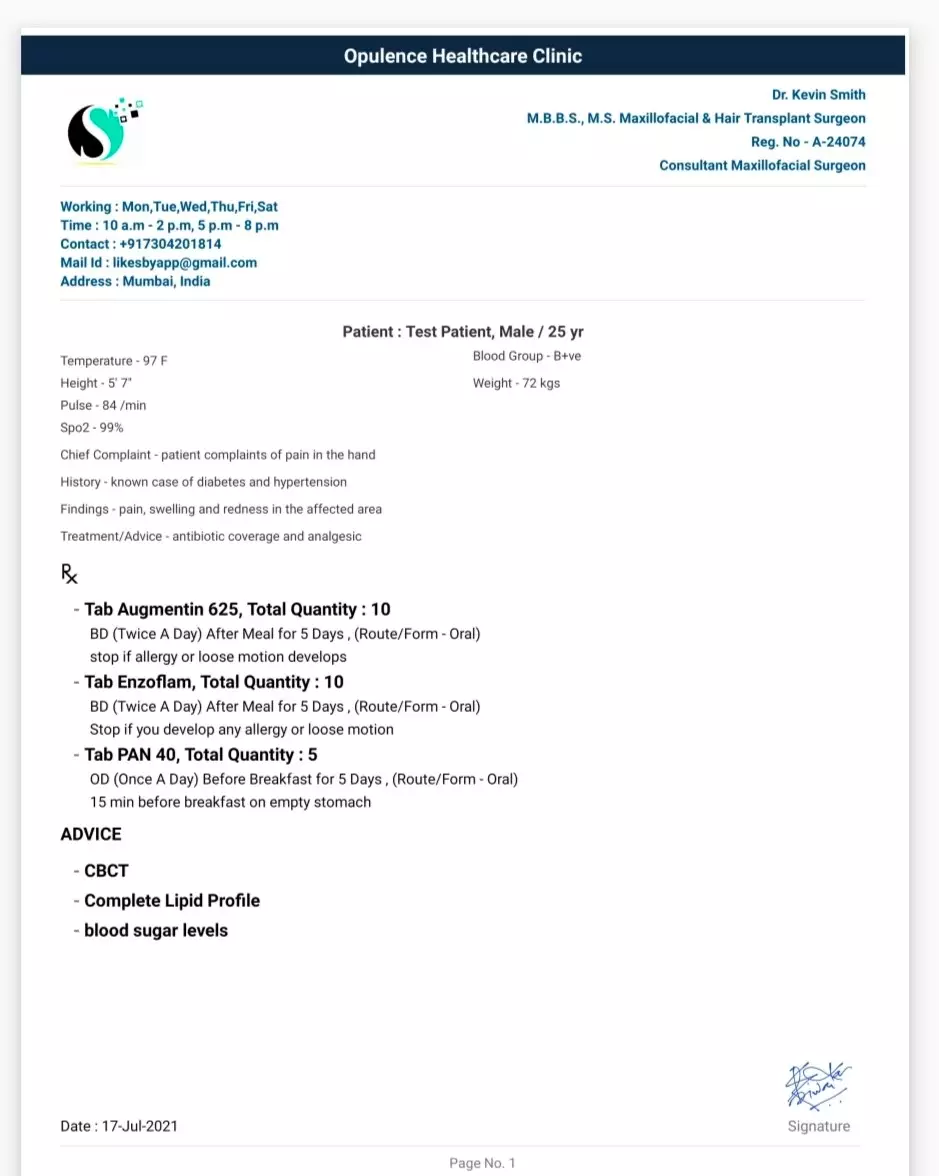 Opulence Healthcare Clinic
Dr. Kevin Smith
M.B.B.S., M.S. Maxillofacial & Hair Transplant Surgeon
Reg. No - A-24074
Consultant Maxillofacial Surgeon
Working : Mon,Tue,Wed,Thu,Fri,Sat
Time : 10 a.m - 2 p.m, 5 p.m - 8 p.m
Contact : +917304201814
Mail Id : likesbyapp@gmail.com
Address : Mumbai, India
Patient : Test Patient, Male / 25 yr
Temperature - 97 F
Blood Group - B+ve
Height - 5' 7"
Weight - 72 kgs
Pulse - 84 /min
Spo2 - 99%
Chief Complaint - patient complaints of pain in the hand
History - known case of diabetes and hypertension
Findings - pain, swelling and redness in the affected area
Treatment/Advice - antibiotic coverage and analgesic
Rx
- Tab Augmentin 625, Total Quantity : 10
BD (Twice A Day) After Meal for 5 Days , (Route/Form - Oral)
stop if allergy or loose motion develops
- Tab Enzoflam, Total Quantity : 10
BD (Twice A Day) After Meal for 5 Days , (Route/Form - Oral)
Stop if you develop any allergy or loose motion
- Tab PAN 40, Total Quantity : 5
OD (Once A Day) Before Breakfast for 5 Days , (Route/Form - Oral)
15 min before breakfast on empty stomach
ADVICE
- CBCT
- Complete Lipid Profile
- blood sugar levels
Date : 17-Jul-2021
Signature
Page No. 1